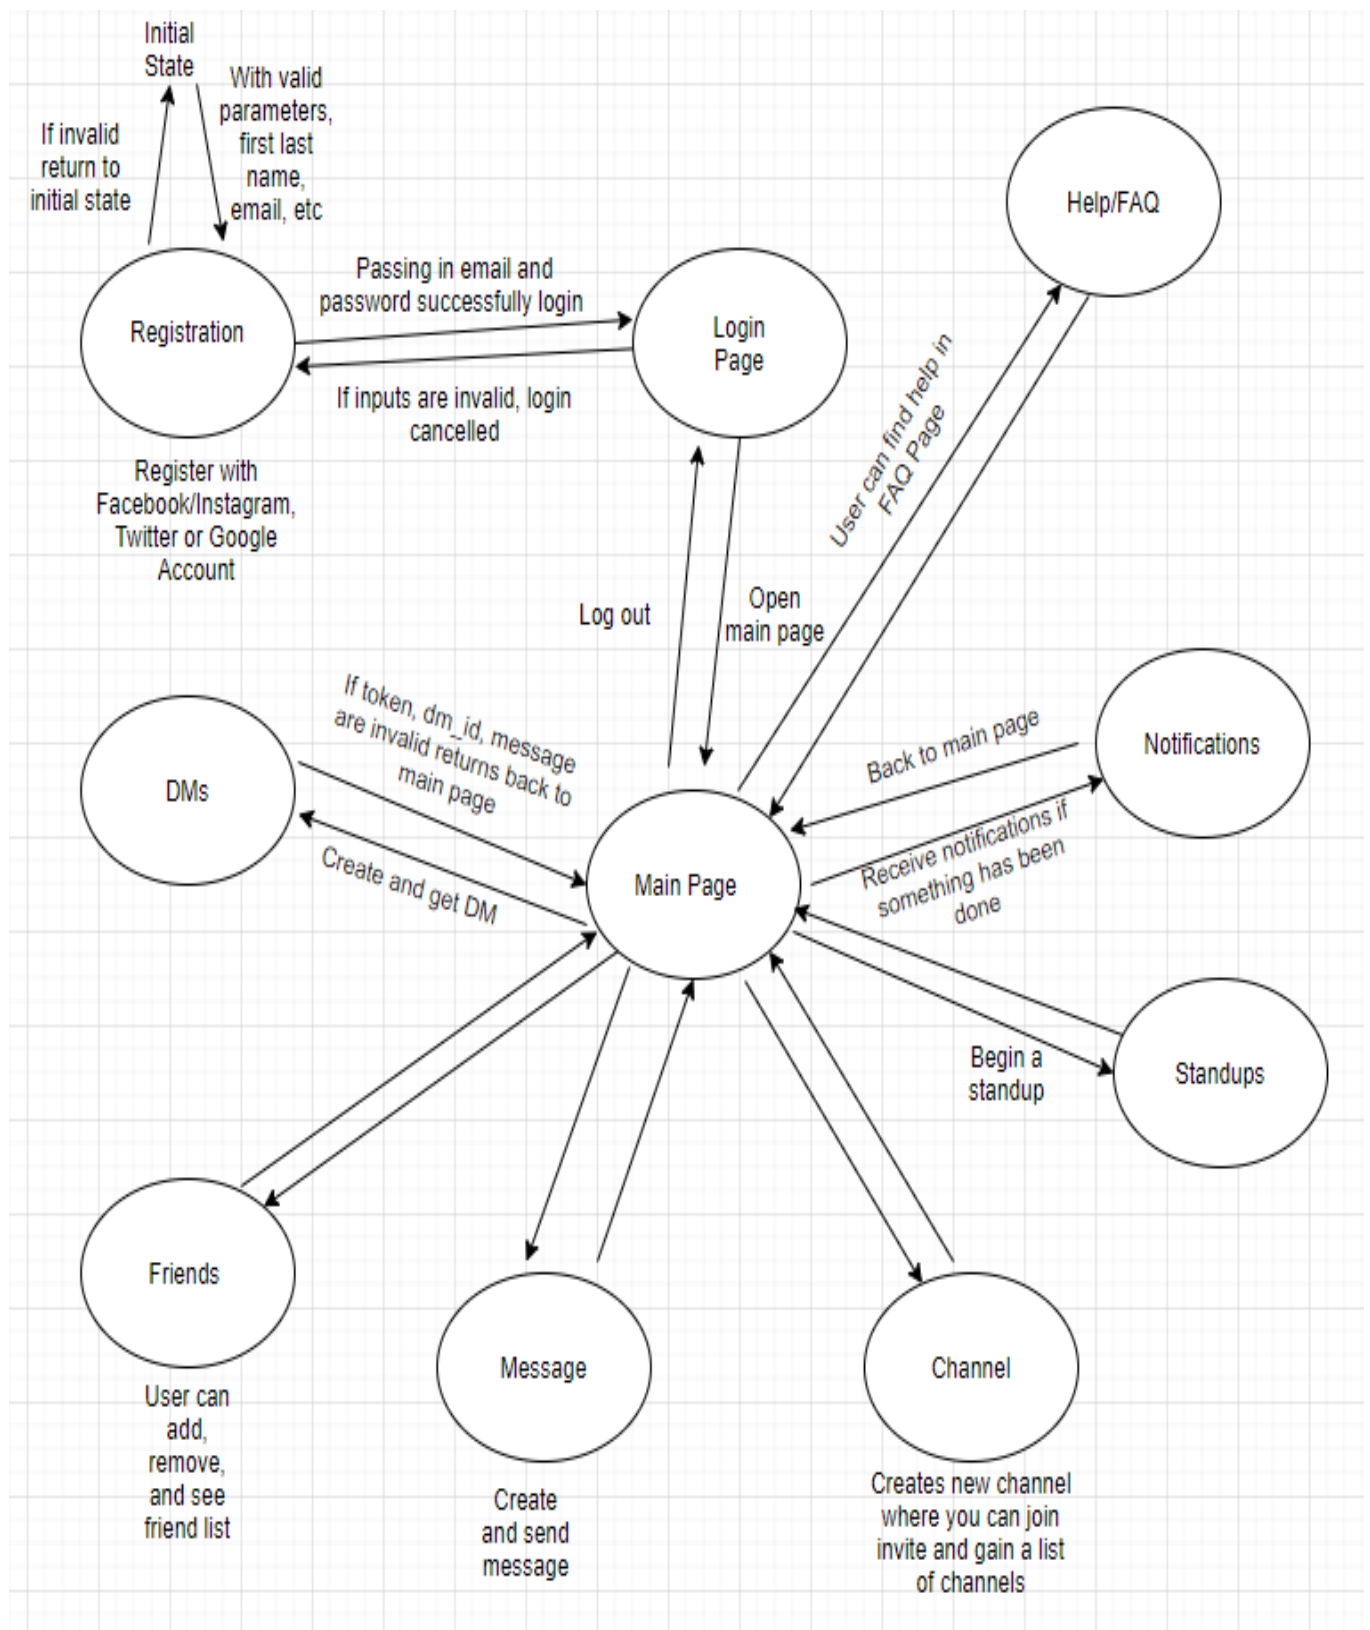 Initial
State
With valid
parameters,
first last
name,
email, etc
If invalid
return to
initial state
Help/FAQ
Passing in email and
password successfully login
Registration
Login
Page
If inputs are invalid, login
cancelled
User can find help in
FAQ Page
Register with
Facebook/Instagram,
Twitter or Google
Account
Log out
Open
main page
If token, dm_id, message
are invalid returns back to
main page
Back to main page
Notifications
DMs
Create and get DM
Main Page
Receive notifications if
something has been
done
Begin a
standup
Standups
Friends
Message
Channel
User can
add,
remove,
and see
friend list
Create
and send
message
Creates new channel
where you can join
invite and gain a list
of channels